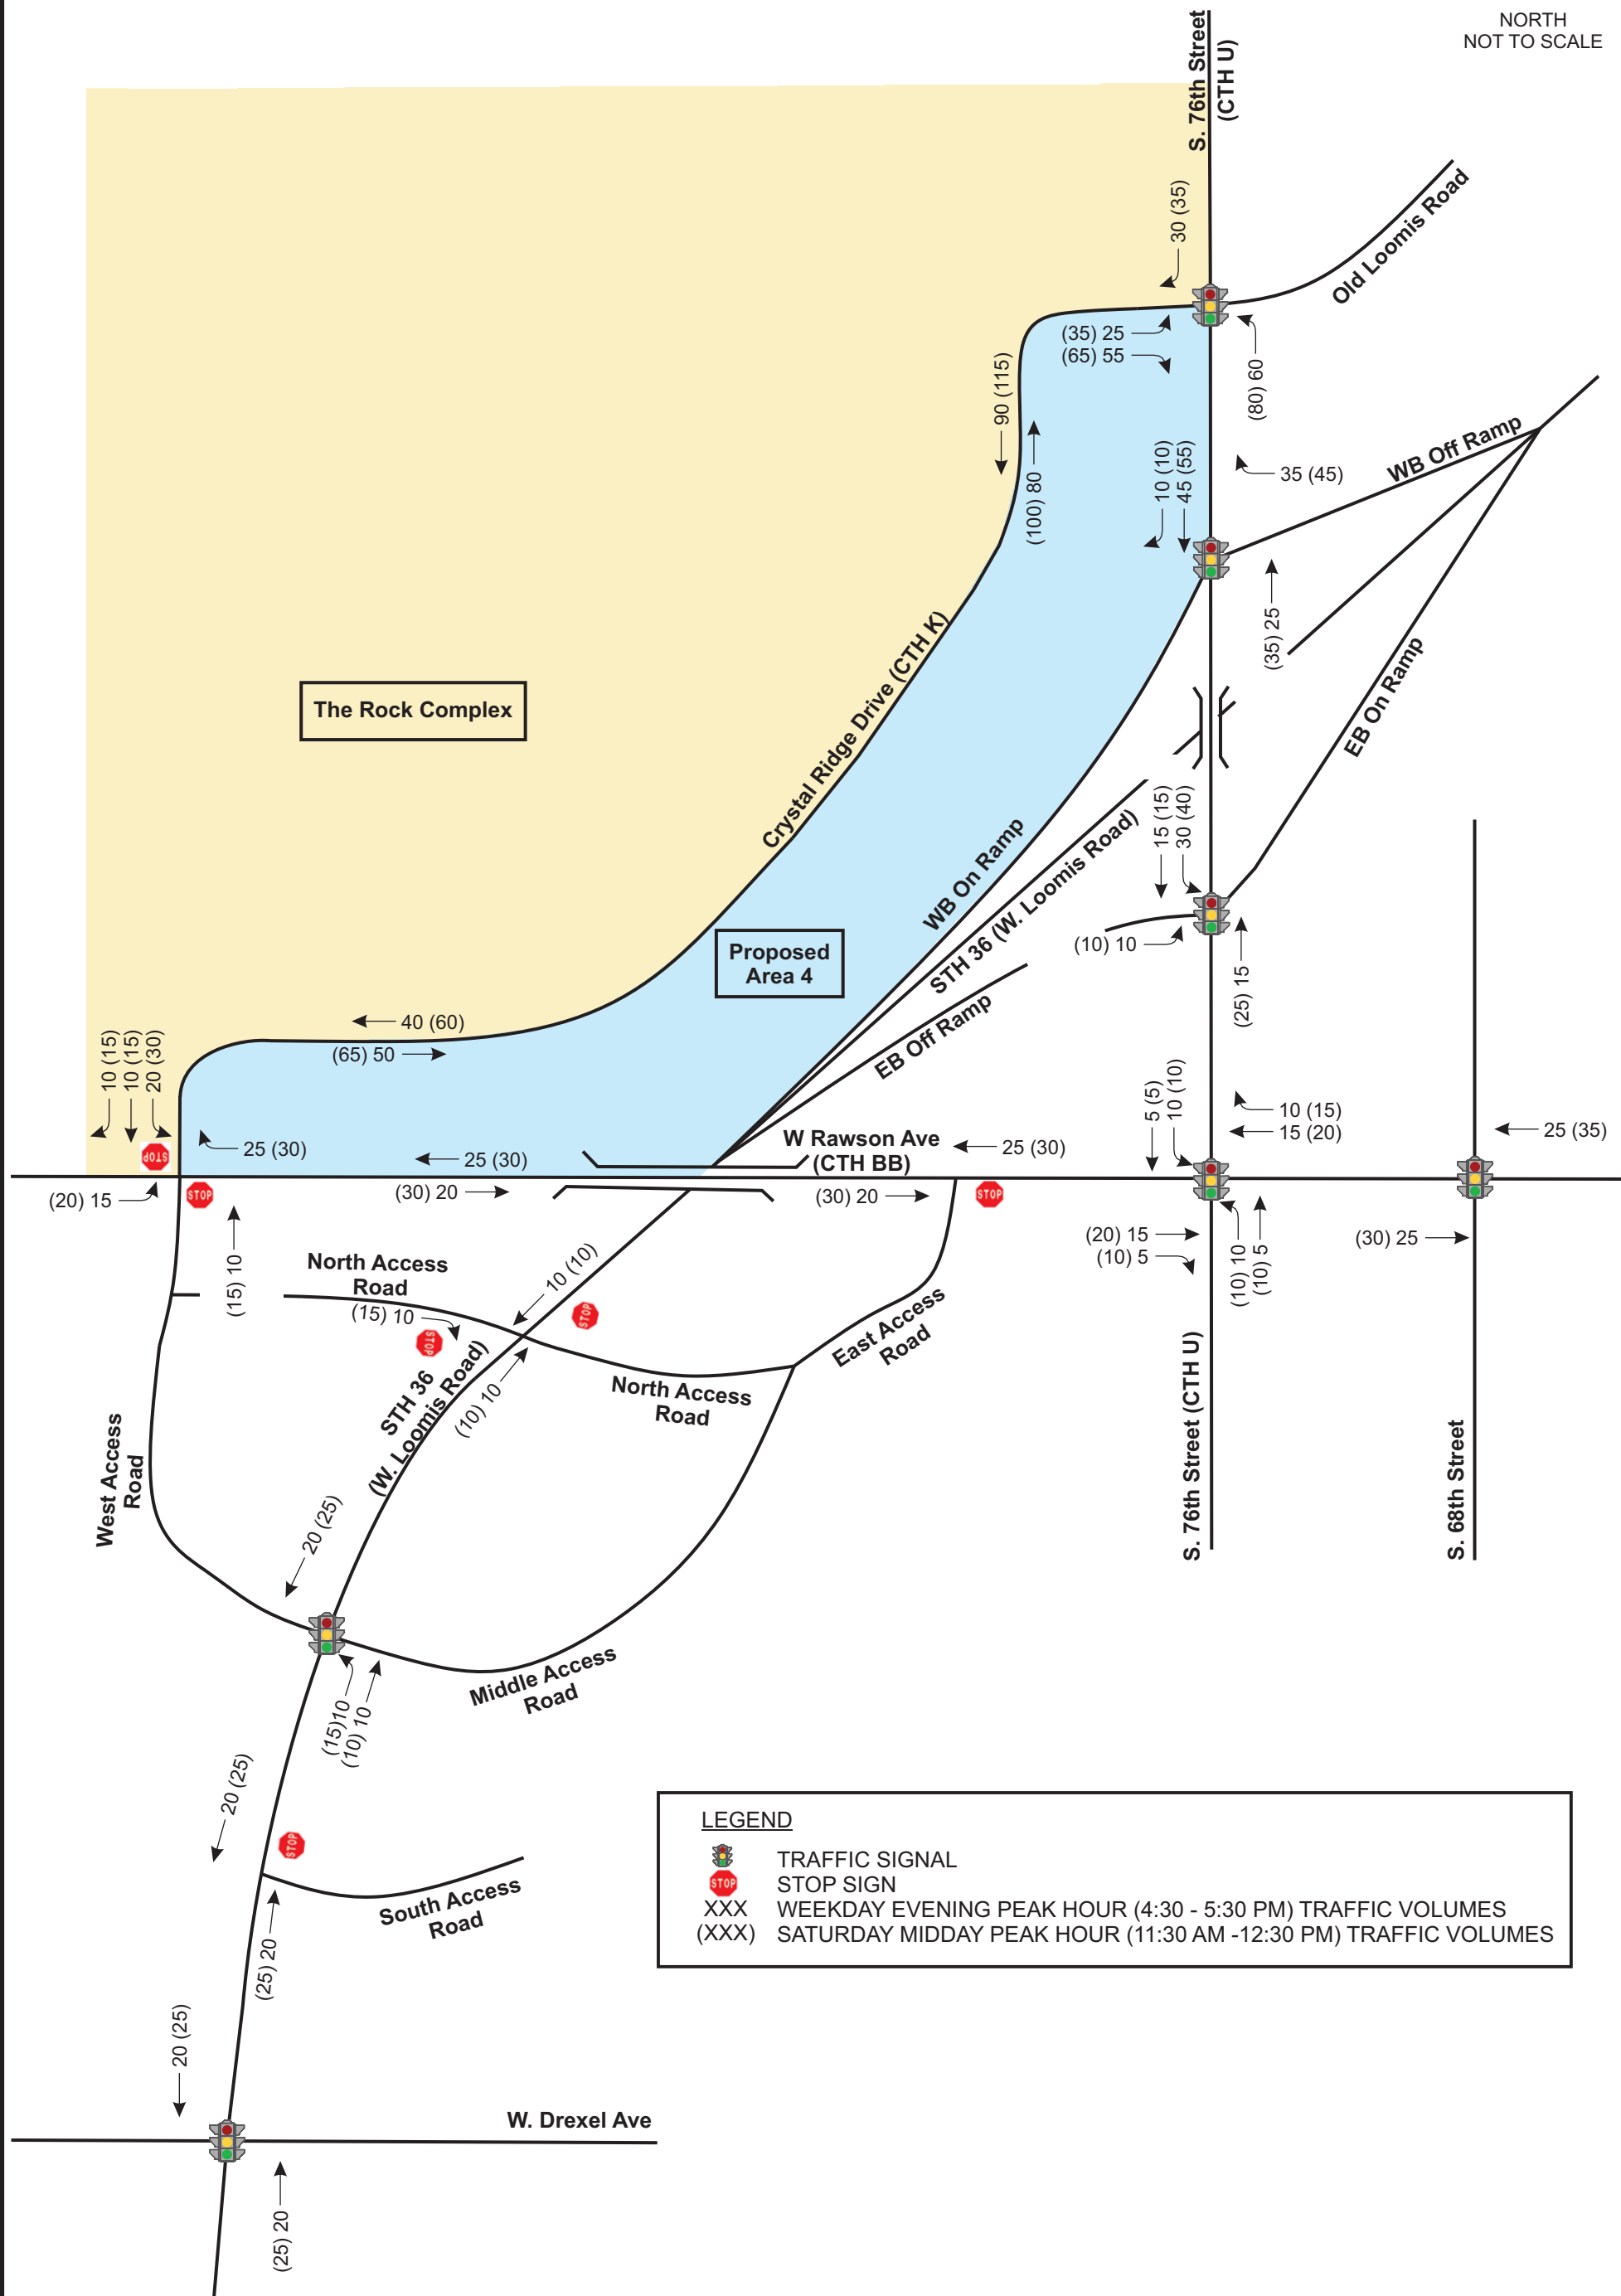 NORTH
NOT TO SCALE
S. 76th Street
(CTH U)
Old Loomis Road
30 (35)
(35) 25
(65) 55
(80) 60
90 (115)
(100) 80
10 (10)
45 (55)
35 (45)
WB Off Ramp
(35) 25
EB On Ramp
The Rock Complex
Crystal Ridge Drive (CTH K)
WB On Ramp
STH 36 (W. Loomis Road)
EB Off Ramp
15 (15)
30 (40)
(10) 10
(25) 15
Proposed
Area 4
40 (60)
(65) 50
10 (15)
10 (15)
20 (30)
STOP
25 (30)
25 (30)
W Rawson Ave
(CTH BB)
25 (30)
5 (5)
10 (10)
10 (15)
15 (20)
25 (35)
(20) 15
STOP
(30) 20
(30) 20
STOP
(15) 10
(20) 15
(10) 5
(10) 10
(10) 5
(30) 25
North Access
Road
(15) 10
STOP
10 (10)
STOP
STH 36
(W. Loomis Road)
(10) 10
North Access
Road
East Access
Road
West Access
Road
S. 76th Street (CTH U)
S. 68th Street
20 (25)
Middle Access
Road
(15)10
(10) 10
20 (25)
STOP
South Access
Road
(25) 20
20 (25)
W. Drexel Ave
(25) 20
LEGEND
TRAFFIC SIGNAL
STOP
STOP SIGN
XXX WEEKDAY EVENING PEAK HOUR (4:30 - 5:30 PM) TRAFFIC VOLUMES
(XXX) SATURDAY MIDDAY PEAK HOUR (11:30 AM -12:30 PM) TRAFFIC VOLUMES